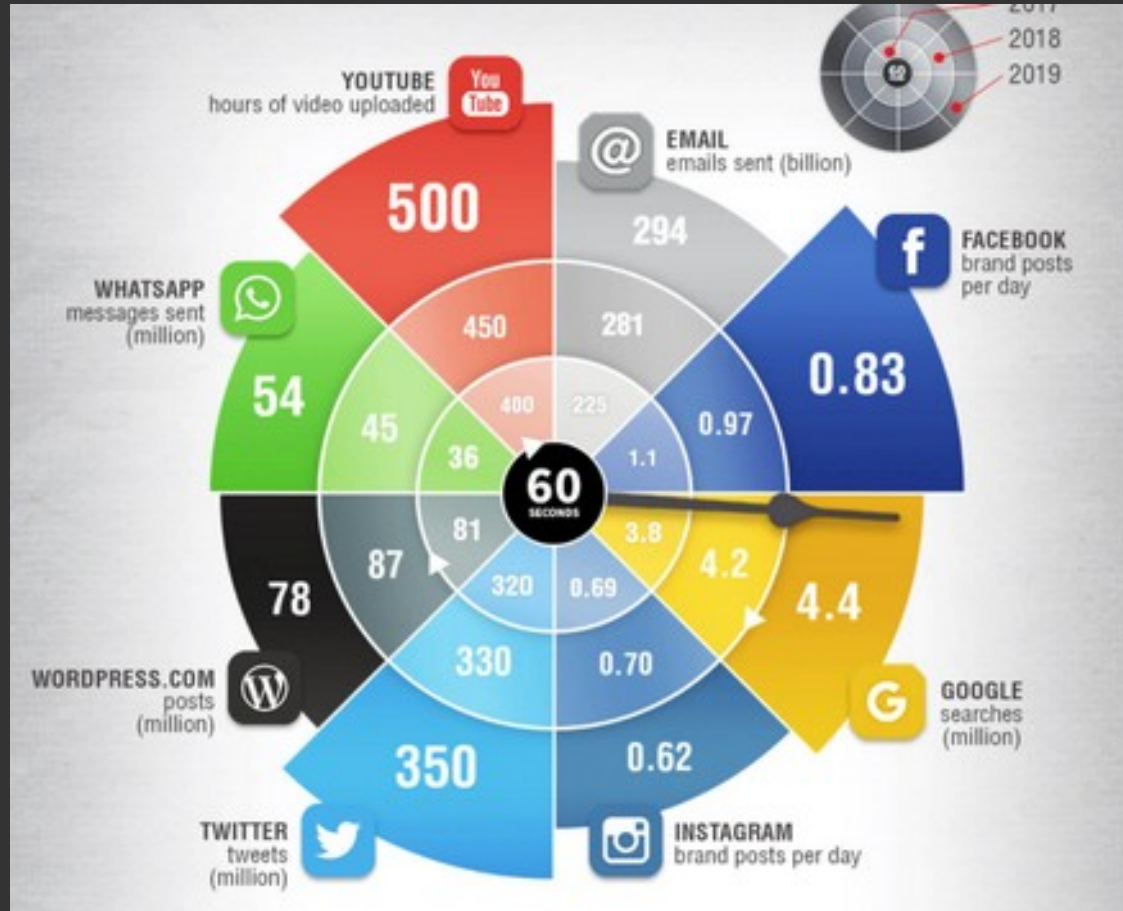 2017
2018
2019
YOUTUBE
hours of video uploaded
You
Tube
@
EMAIL
emails sent (billion)
f
FACEBOOK
brand posts
per day
WHATSAPP
messages sent
(million)
500
294
0.83
54
450
281
0.97
45
400
225
1.1
36
60
SECONDS
81
3.8
87
4.2
320
0.69
78
4.4
330
0.70
350
0.62
WORDPRESS.COM
posts
(million)
W
G
GOOGLE
searches
(million)
TWITTER
tweets
(million)
INSTAGRAM
brand posts per day